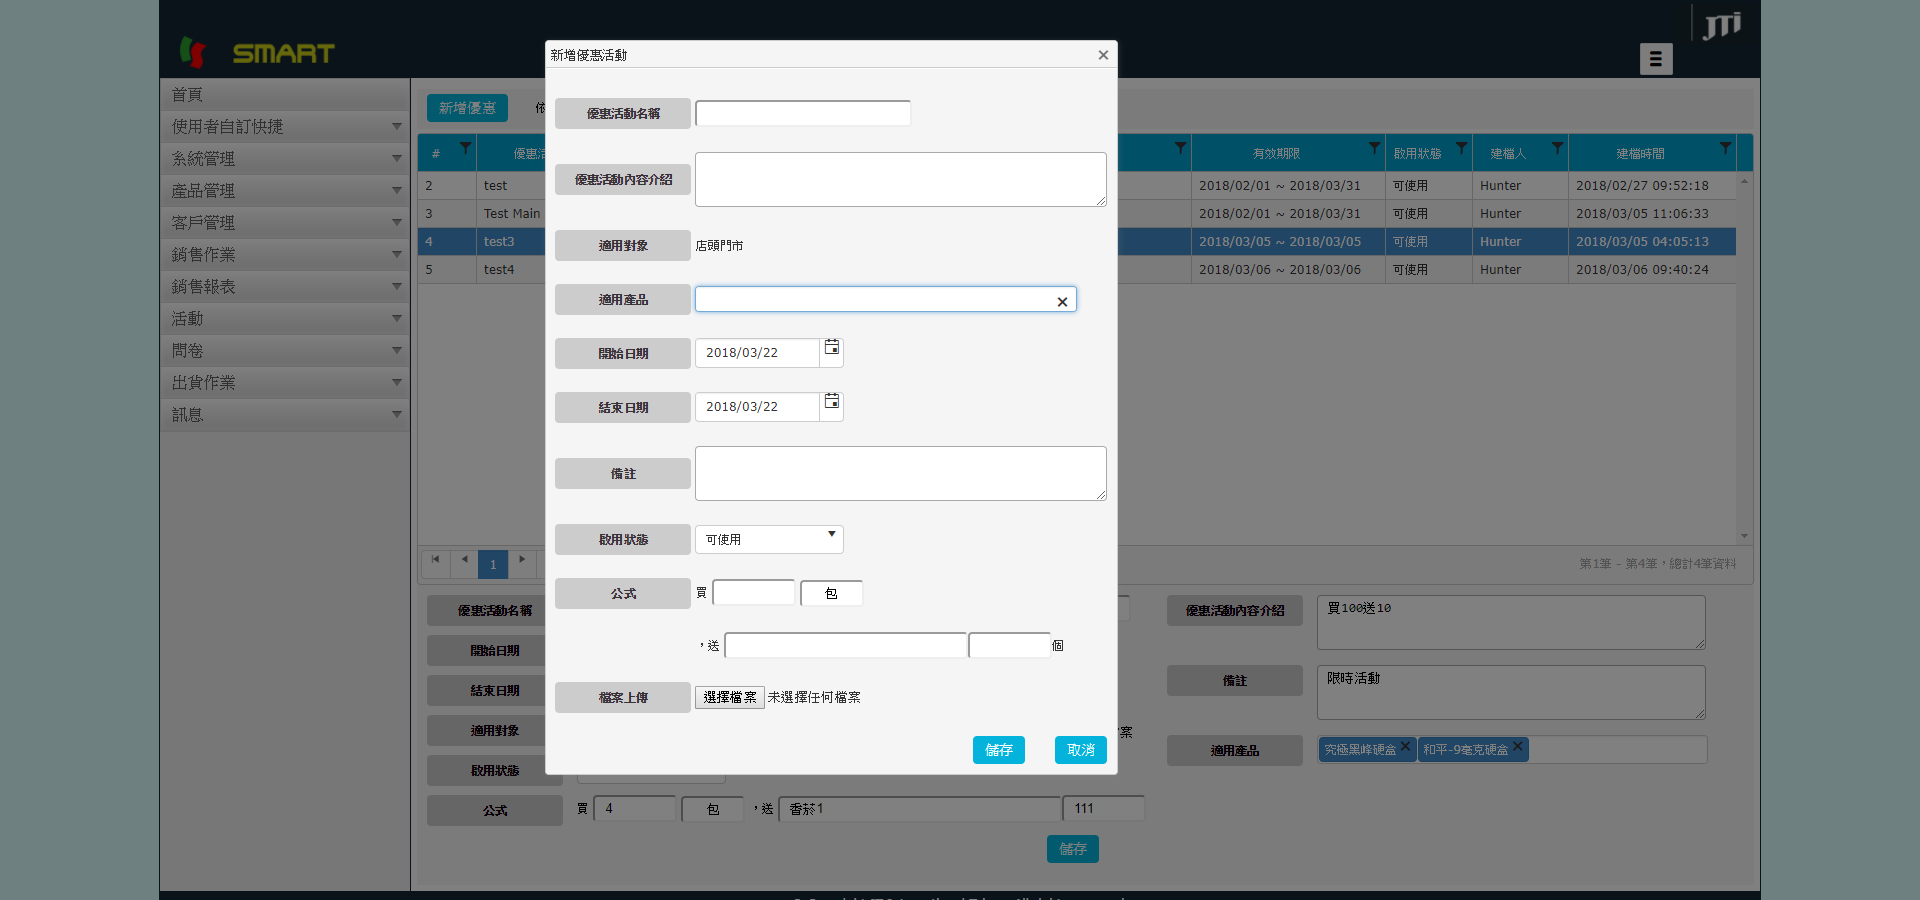 JTi
SMART
首頁
使用者自訂快捷
系統管理
產品管理
客戶管理
銷售作業
銷售報表
活動
問卷
出貨作業
訊息
新增優惠
#
有效期限
啟用狀態
建檔人
建檔時間
2 test 2018/02/01 ~ 2018/03/31 可使用 Hunter 2018/02/27 09:52:18
3 Test Main 2018/02/01 ~ 2018/03/31 可使用 Hunter 2018/03/05 11:06:33
4 test3 2018/03/05 ~ 2018/03/05 可使用 Hunter 2018/03/05 04:05:13
5 test4 2018/03/06 ~ 2018/03/06 可使用 Hunter 2018/03/06 09:40:24
1
第1筆 - 第4筆，總計4筆資料
新增優惠活動
優惠活動名稱
優惠活動內容介紹
適用對象 店頭門市
適用產品
開始日期 2018/03/22
結束日期 2018/03/22
備註
啟用狀態 可使用
公式 買 包
，送 個
檔案上傳 選擇檔案 未選擇任何檔案
儲存 取消
優惠活動名稱
開始日期
結束日期
適用對象
啟用狀態
公式 買 4 包 ，送 香菸1 111
優惠活動內容介紹 買100送10
備註 限時活動
案
適用產品 究極黑峰硬盒 和平-9毫克硬盒
儲存